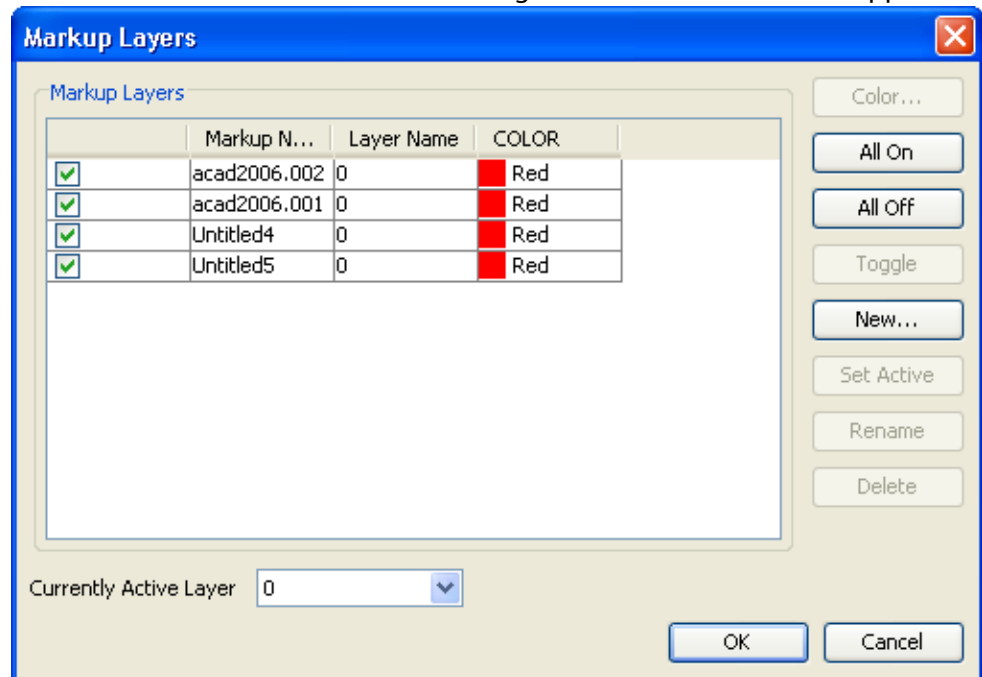 Markup Layers
Markup Layers
Markup N... Layer Name COLOR
acad2006.002 0 Red
acad2006.001 0 Red
Untitled4 0 Red
Untitled5 0 Red
Color...
All On
All Off
Toggle
New...
Set Active
Rename
Delete
Currently Active Layer 0
OK Cancel